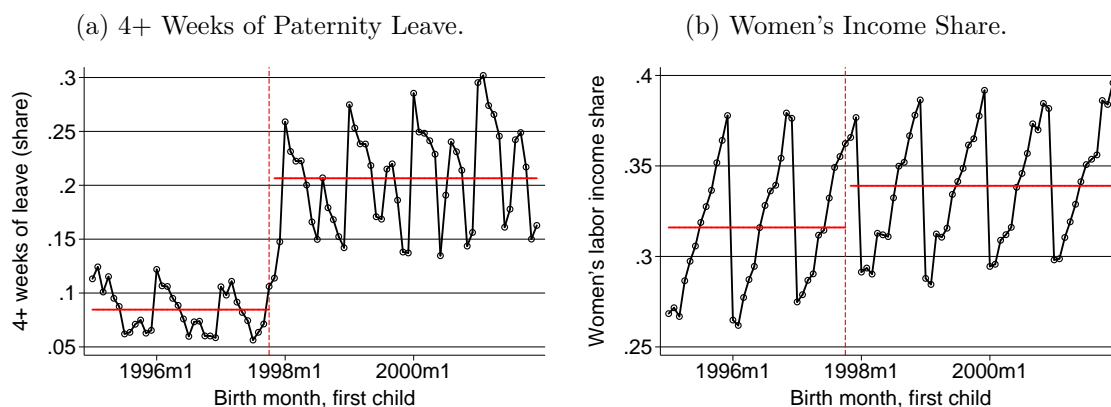 (a) 4+ Weeks of Paternity Leave.
4+ weeks of leave (share)
.3
.25
.2
.15
.1
.05
1996m1 1998m1 2000m1
Birth month, first child
(b) Women's Income Share.
Women's labor income share
.4
.35
.3
.25
1996m1 1998m1 2000m1
Birth month, first child